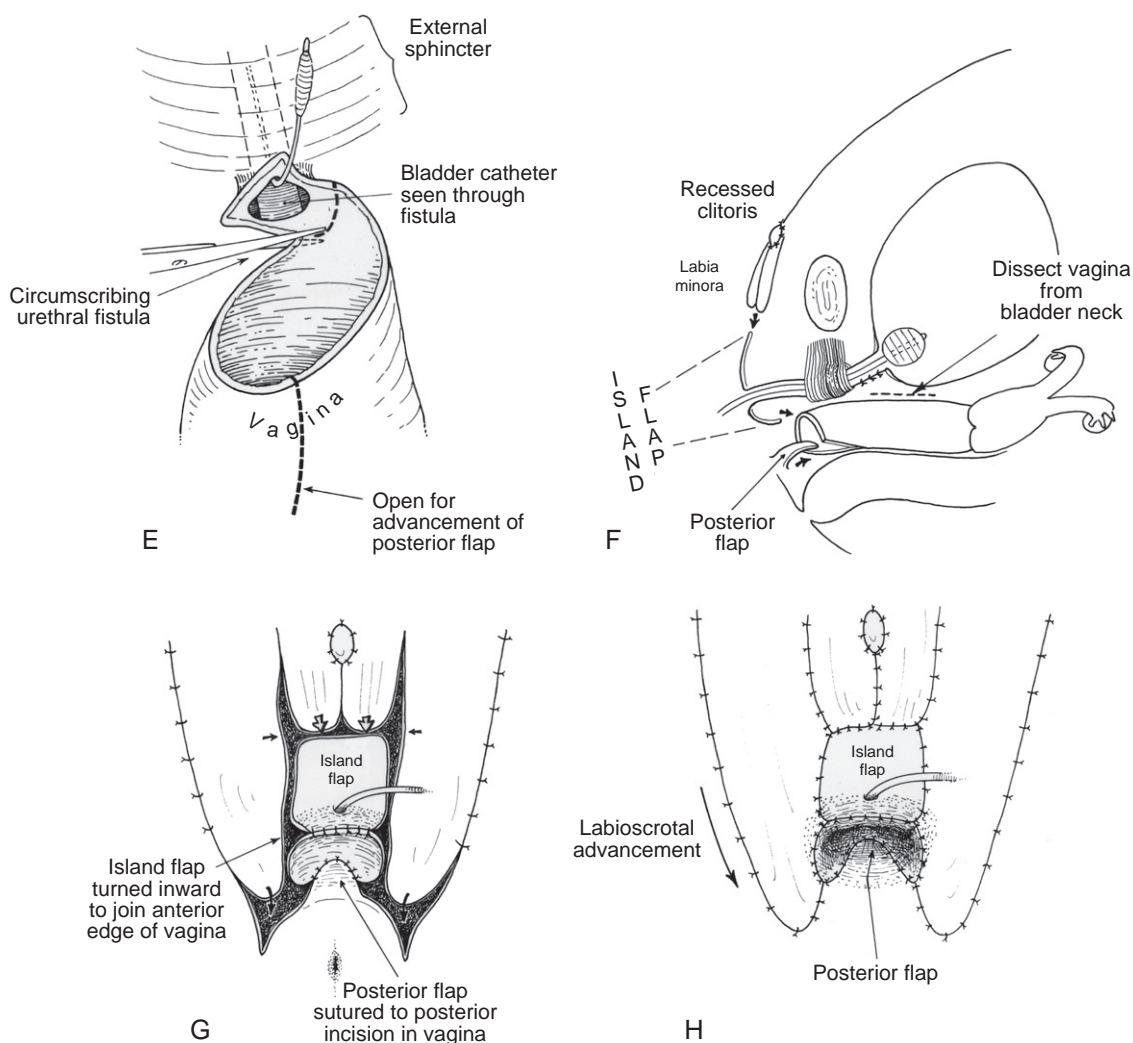 External
sphincter
Bladder catheter
seen through
fistula
Circumscribing
urethral fistula
Vagina
Open for
advancement of
posterior flap
E
Recessed
clitoris
Labia
minora
Dissect vagina
from
bladder neck
ISLAND
FLAP
Posterior
flap
F
Island
flap
Island flap
turned inward
to join anterior
edge of vagina
Posterior flap
sutured to posterior
incision in vagina
G
Island
flap
Labioscrotal
advancement
Posterior flap
H